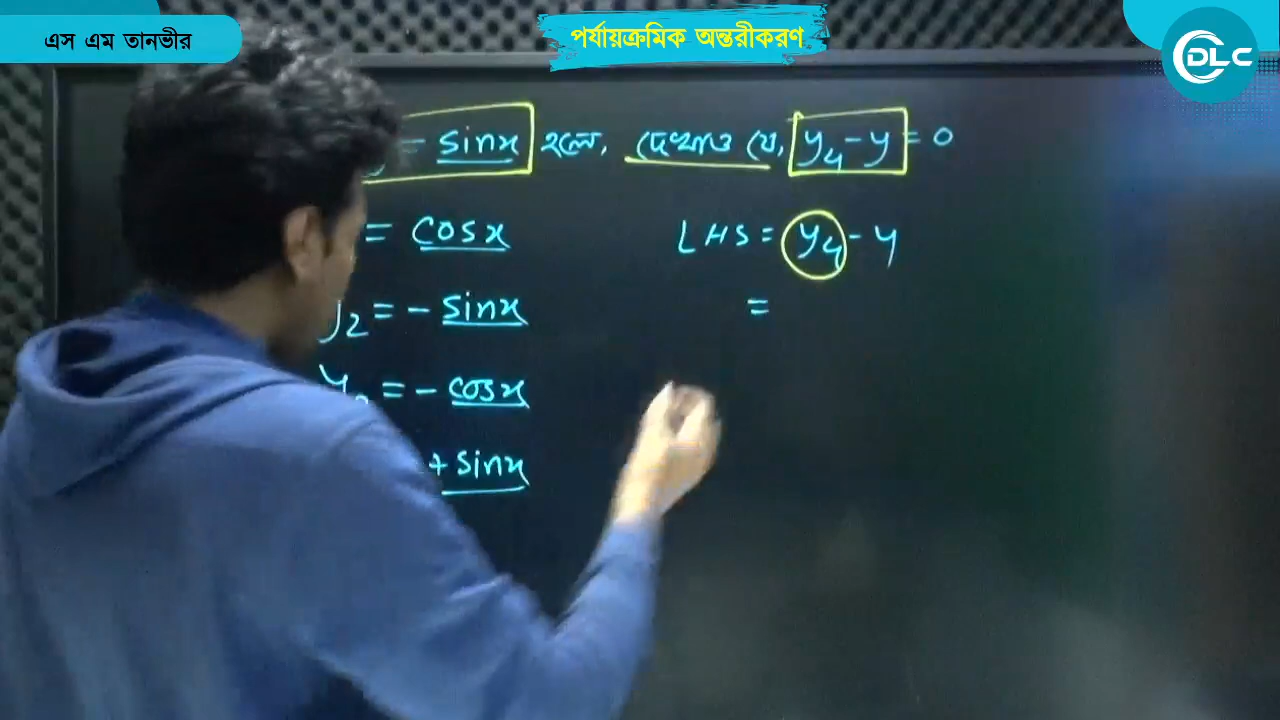 এস এম তানভীর
পর্যায়ক্রমিক অন্তরীকরণ
DLC
= sinx হলে, দেখাও যে, y₄ - y = 0
= cosx
LHS = y₄ - y
y₂ = - sinx
=
= - cosx
+ sinx